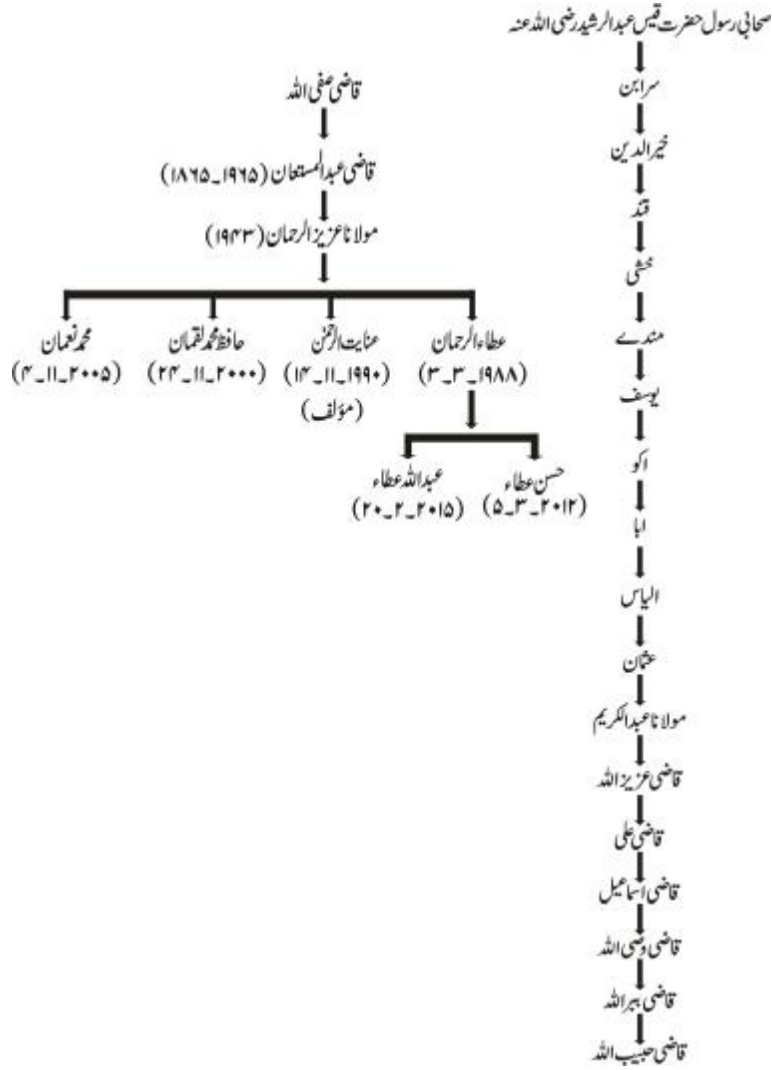 صحابی رسول حضرت قیس عبدالرشید رضی اللہ عنہ
سرابن
خیرالدین
قند
خشی
مندے
یوسف
اکو
ابا
الیاس
عثمان
مولانا عبدالکریم
قاضی عزیز اللہ
قاضی علی
قاضی اسماعیل
قاضی وصی اللہ
قاضی ببر اللہ
قاضی حبیب اللہ
قاضی صفی اللہ
قاضی عبدالمستعان (۱۸۶۵_۱۹۶۵)
مولانا عزیز الرحمان (۱۹۴۳)
عطاء الرحمان
(۳_۳_۱۹۸۸)
عنایت الرحمٰن
(۱۴_۱۱_۱۹۹۰)
(مؤلف)
حافظ محمد لقمان
(۲۴_۱۱_۲۰۰۰)
محمد نعمان
(۴_۱۱_۲۰۰۵)
حسن عطاء
(۵_۳_۲۰۱۲)
عبداللہ عطاء
(۲۰_۲_۲۰۱۵)